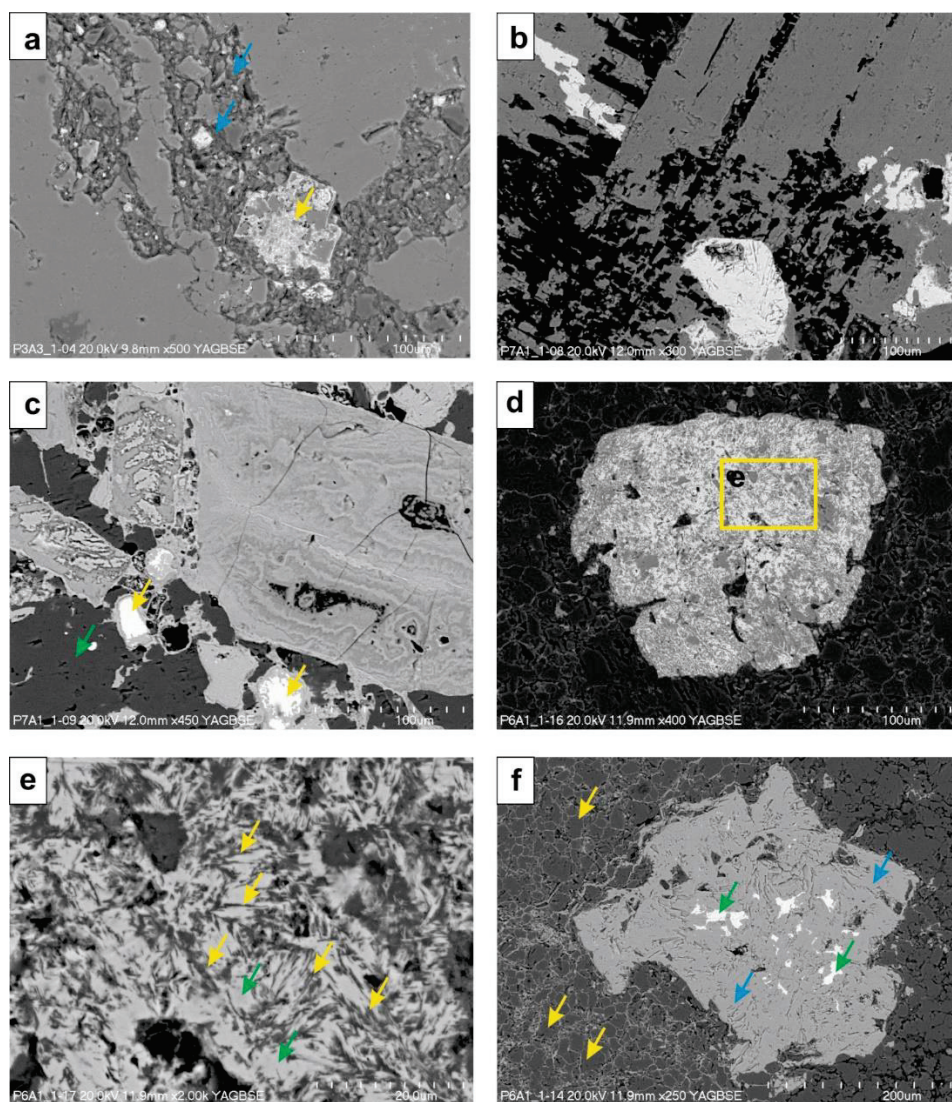 a
P3A3_1-04 20.0kV 9.8mm x500 YAGBSE
100um
b
P7A1_1-08 20.0kV 12.0mm x300 YAGBSE
100um
c
P7A1_1-09 20.0kV 12.0mm x450 YAGBSE
100um
d
e
P6A1_1-16 20.0kV 11.9mm x400 YAGBSE
100um
e
P6A1_1-17 20.0kV 11.9mm x2.00k YAGBSE
20.0um
f
P6A1_1-14 20.0kV 11.9mm x250 YAGBSE
200um